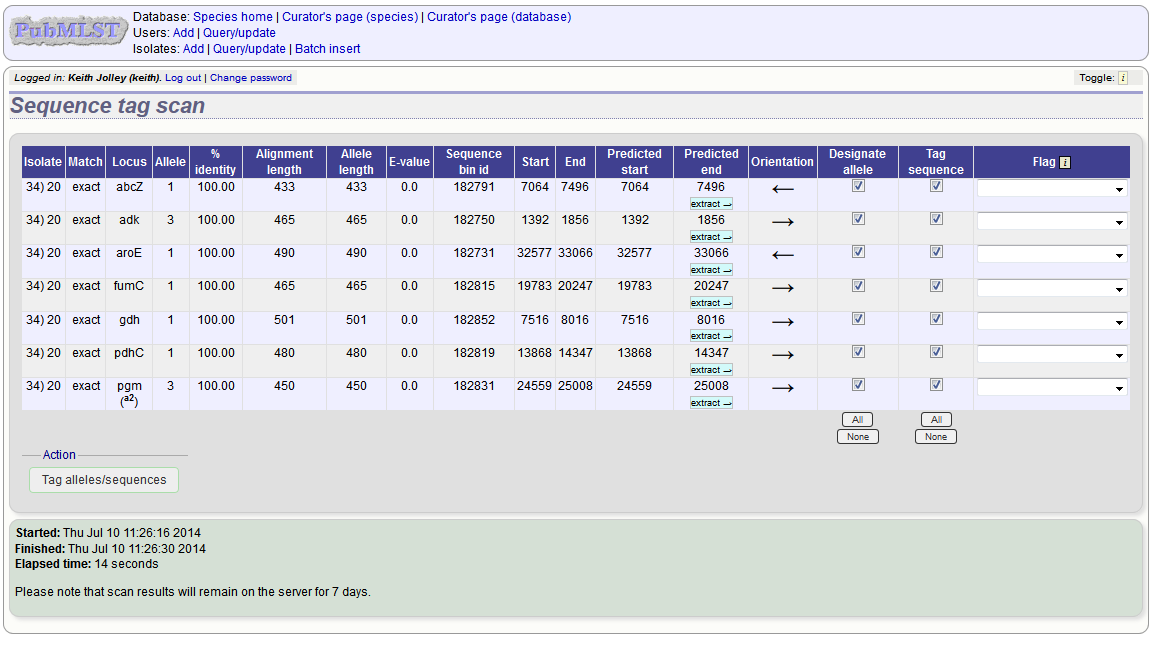 PubMLST
Database: Species home | Curator's page (species) | Curator's page (database)
Users: Add | Query/update
Isolates: Add | Query/update | Batch insert
Logged in: Keith Jolley (keith). Log out | Change password
Toggle: i
Sequence tag scan
Isolate Match Locus Allele % identity Alignment length Allele length E-value Sequence bin id Start End Predicted start Predicted end Orientation Designate allele Tag sequence Flag i
34) 20 exact abcZ 1 100.00 433 433 0.0 182791 7064 7496 7064 7496 ←
extract →
34) 20 exact adk 3 100.00 465 465 0.0 182750 1392 1856 1392 1856 →
extract →
34) 20 exact aroE 1 100.00 490 490 0.0 182731 32577 33066 32577 33066 ←
extract →
34) 20 exact fumC 1 100.00 465 465 0.0 182815 19783 20247 19783 20247 →
extract →
34) 20 exact gdh 1 100.00 501 501 0.0 182852 7516 8016 7516 8016 →
extract →
34) 20 exact pdhC 1 100.00 480 480 0.0 182819 13868 14347 13868 14347 →
extract →
34) 20 exact pgm 3 100.00 450 450 0.0 182831 24559 25008 24559 25008 →
(a2) extract →
All All
None None
Action
Tag alleles/sequences
Started: Thu Jul 10 11:26:16 2014
Finished: Thu Jul 10 11:26:30 2014
Elapsed time: 14 seconds
Please note that scan results will remain on the server for 7 days.